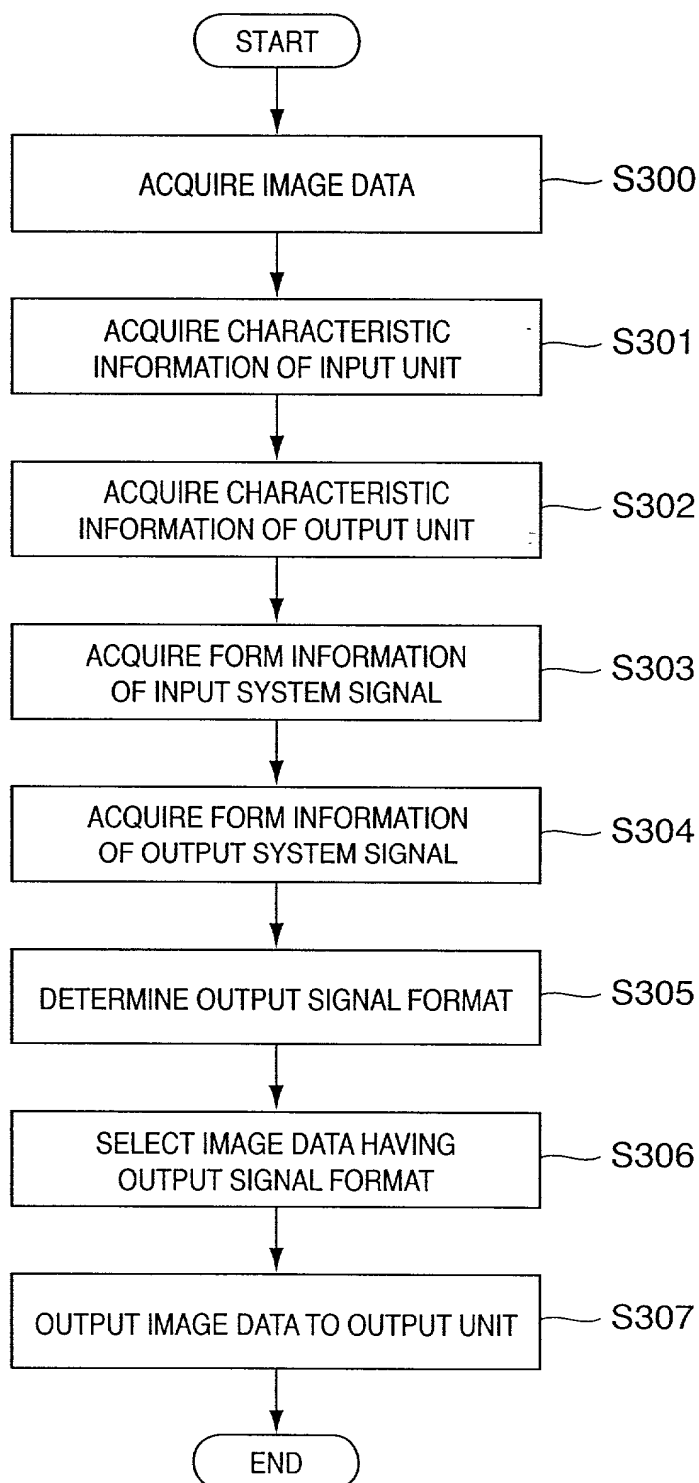 START
ACQUIRE IMAGE DATA
S300
ACQUIRE CHARACTERISTIC
INFORMATION OF INPUT UNIT
S301
ACQUIRE CHARACTERISTIC
INFORMATION OF OUTPUT UNIT
S302
ACQUIRE FORM INFORMATION
OF INPUT SYSTEM SIGNAL
S303
ACQUIRE FORM INFORMATION
OF OUTPUT SYSTEM SIGNAL
S304
DETERMINE OUTPUT SIGNAL FORMAT
S305
SELECT IMAGE DATA HAVING
OUTPUT SIGNAL FORMAT
S306
OUTPUT IMAGE DATA TO OUTPUT UNIT
S307
END